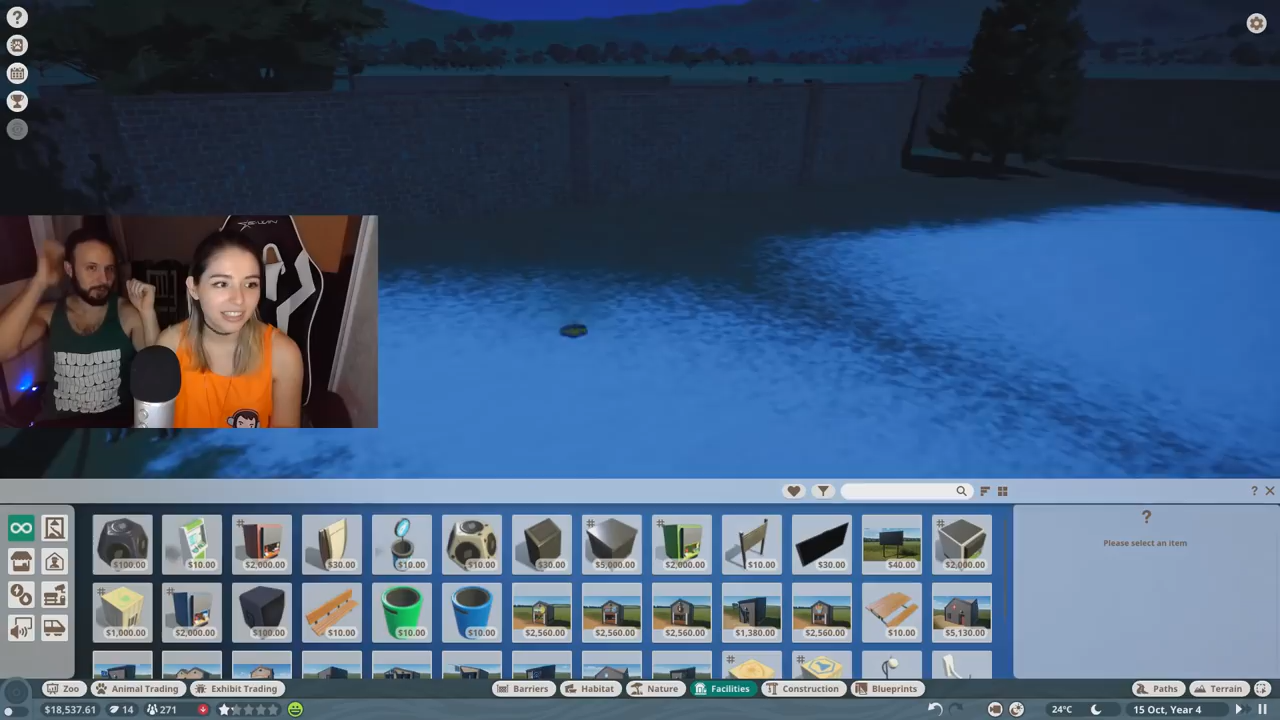 ?
? ×
$100.00 $10.00 # $2,000.00 $30.00 $10.00 $10.00 $30.00 # $5,000.00 # $2,000.00 $10.00 $30.00 $40.00 # $2,000.00
?
Please select an item
# $1,000.00 # $2,000.00 $100.00 $10.00 $10.00 $10.00 $2,560.00 $2,560.00 $2,560.00 $1,380.00 $2,560.00 $10.00 $5,130.00
Zoo Animal Trading Exhibit Trading Barriers Habitat Nature Facilities Construction Blueprints Paths Terrain
$18,537.61 14 271 24°C 15 Oct, Year 4